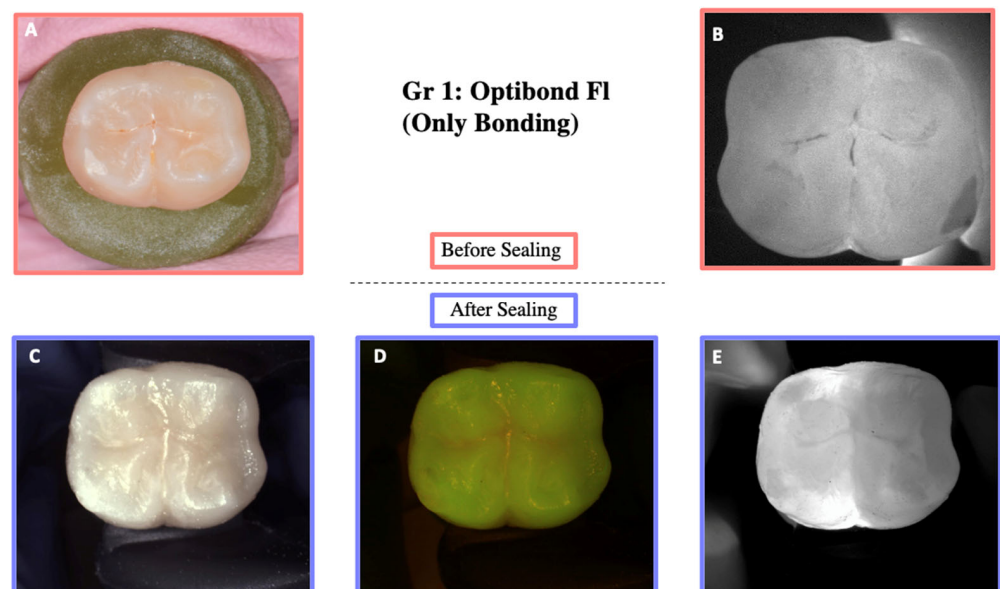 A
B
Gr 1: Optibond Fl
(Only Bonding)
Before Sealing
After Sealing
C
D
E